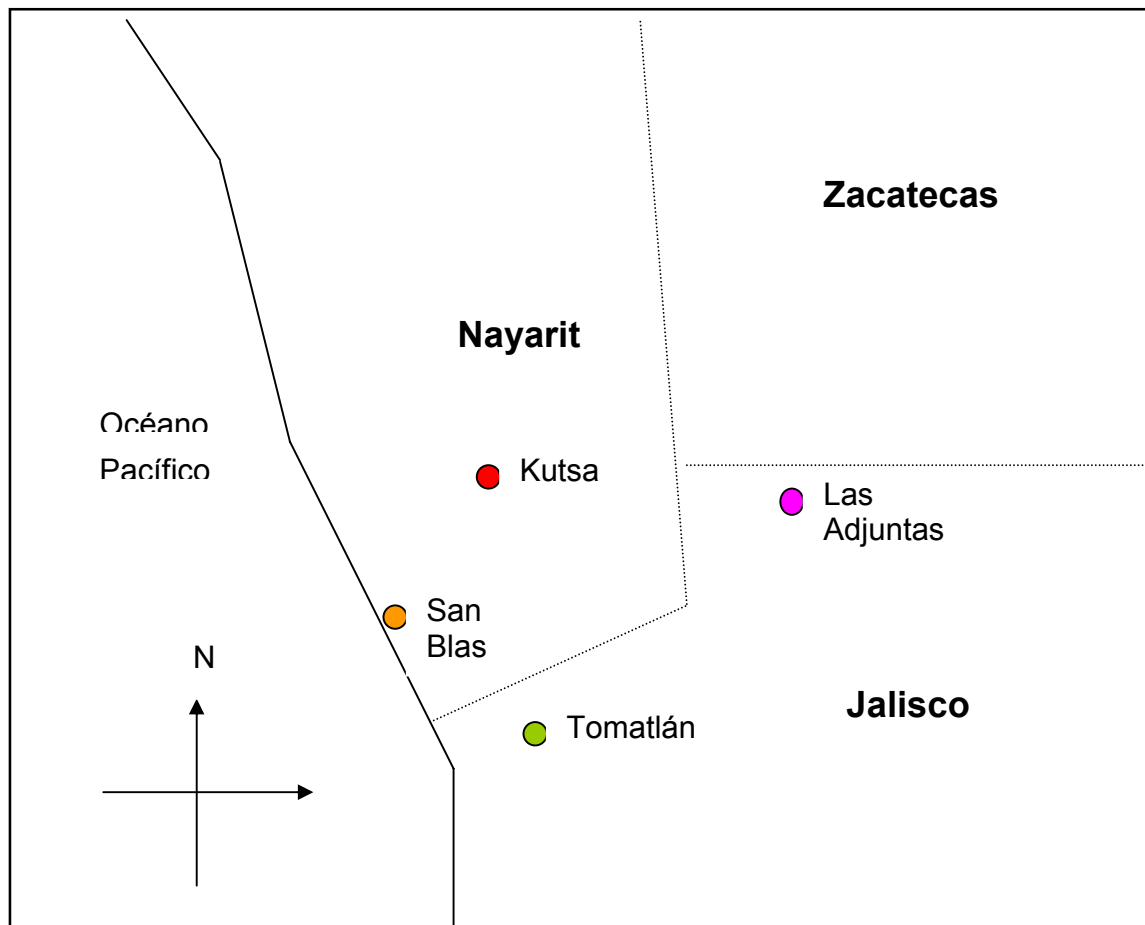 Zacatecas
Nayarit
Océano
Pacífico
Kutsa
Las
Adjuntas
San
Blas
N
Jalisco
Tomatlán